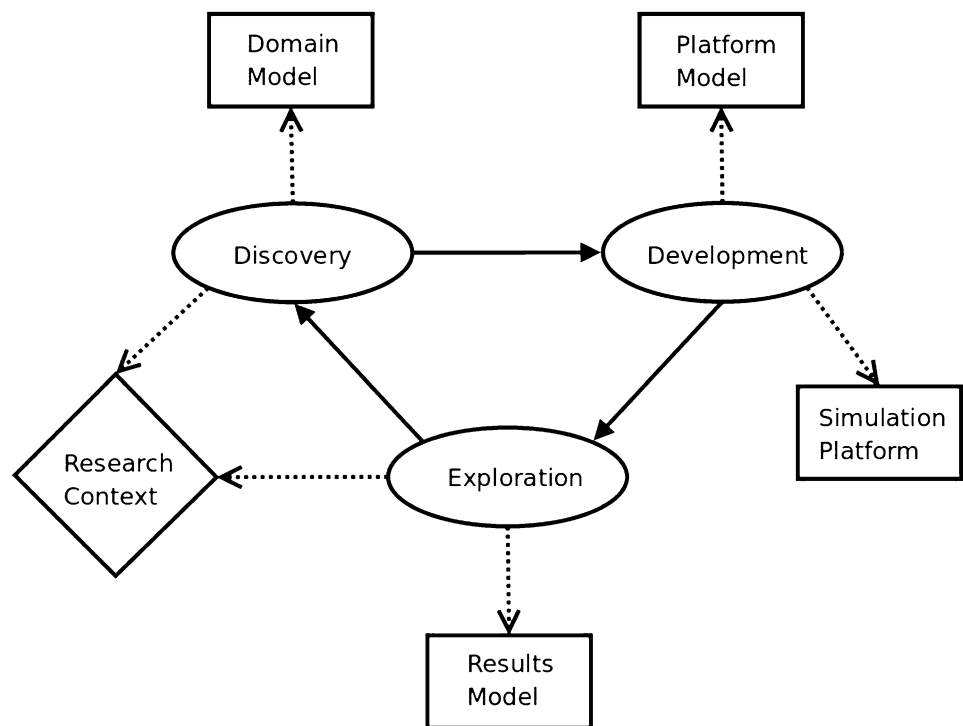 Domain
Model
Platform
Model
Discovery
Development
Simulation
Platform
Research
Context
Exploration
Results
Model